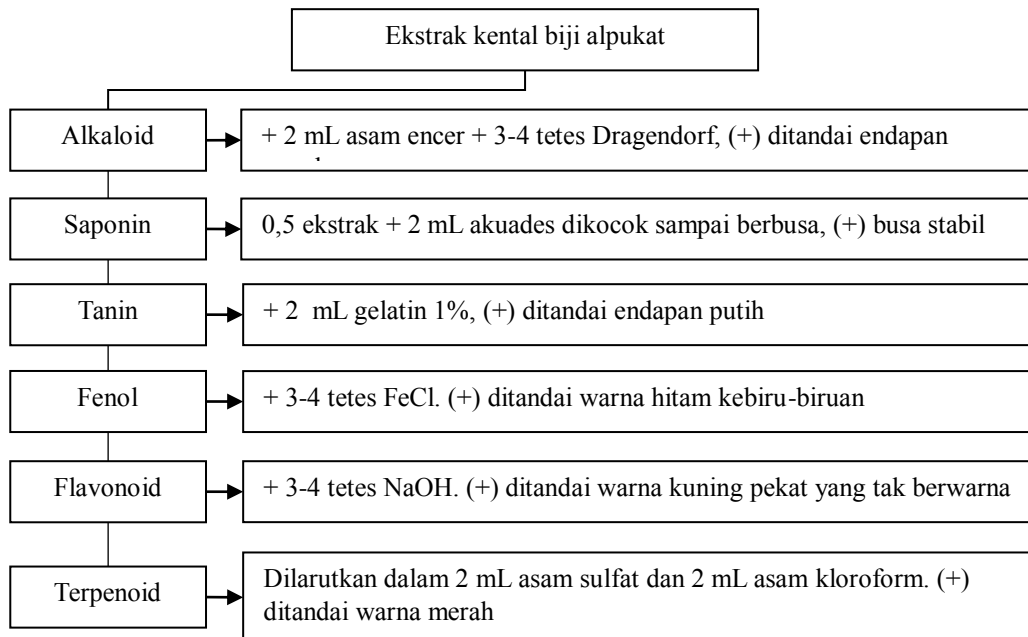 Ekstrak kental biji alpukat
Alkaloid
+ 2 mL asam encer + 3-4 tetes Dragendorf, (+) ditandai endapan
Saponin
0,5 ekstrak + 2 mL akuades dikocok sampai berbusa, (+) busa stabil
Tanin
+ 2 mL gelatin 1%, (+) ditandai endapan putih
Fenol
+ 3-4 tetes FeCl. (+) ditandai warna hitam kebiru-biruan
Flavonoid
+ 3-4 tetes NaOH. (+) ditandai warna kuning pekat yang tak berwarna
Terpenoid
Dilarutkan dalam 2 mL asam sulfat dan 2 mL asam kloroform. (+)
ditandai warna merah